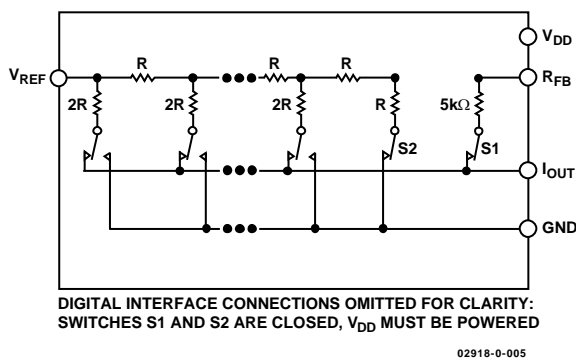 VDD
VREF
R
R
R
RFB
2R
2R
2R
R
5kΩ
S2
S1
IOUT
GND
DIGITAL INTERFACE CONNECTIONS OMITTED FOR CLARITY:
SWITCHES S1 AND S2 ARE CLOSED, VDD MUST BE POWERED
02918-0-005